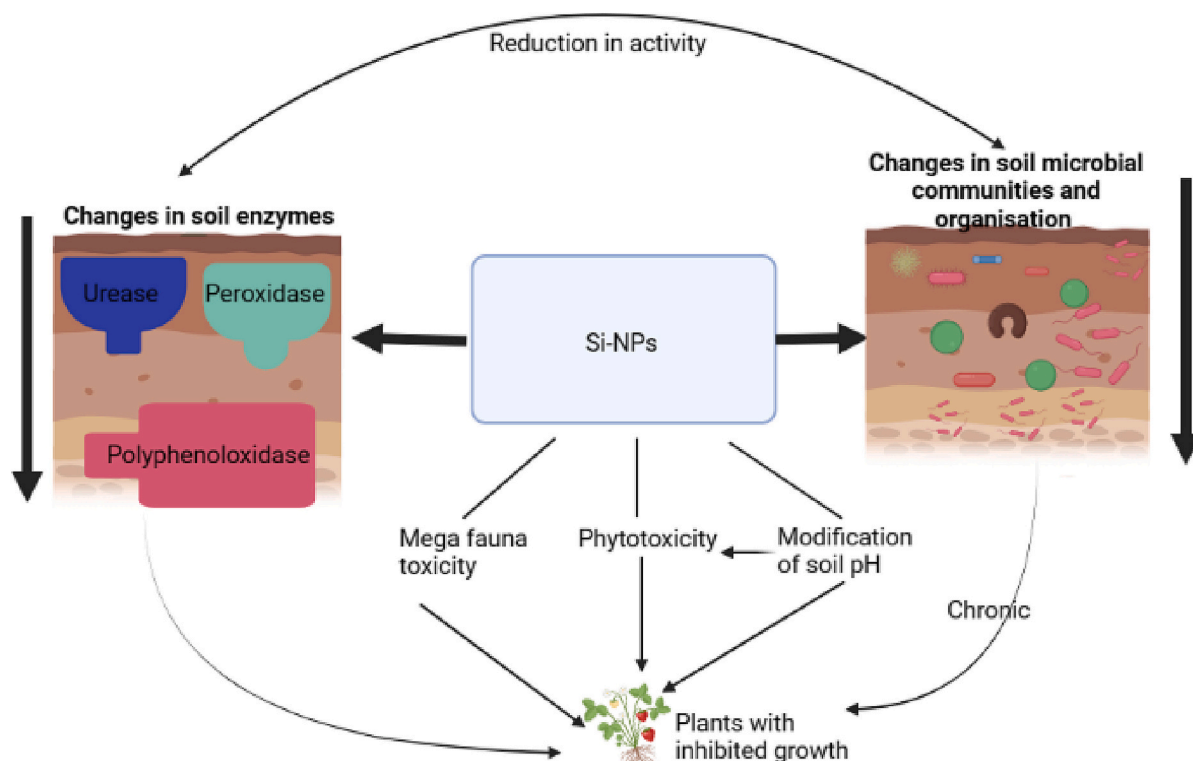 Reduction in activity
Changes in soil microbial
communities and
organisation
Changes in soil enzymes
Urease
Peroxidase
Polyphenoloxidase
Si-NPs
Mega fauna
toxicity
Phytotoxicity
Modification
of soil pH
Chronic
Plants with
inhibited growth